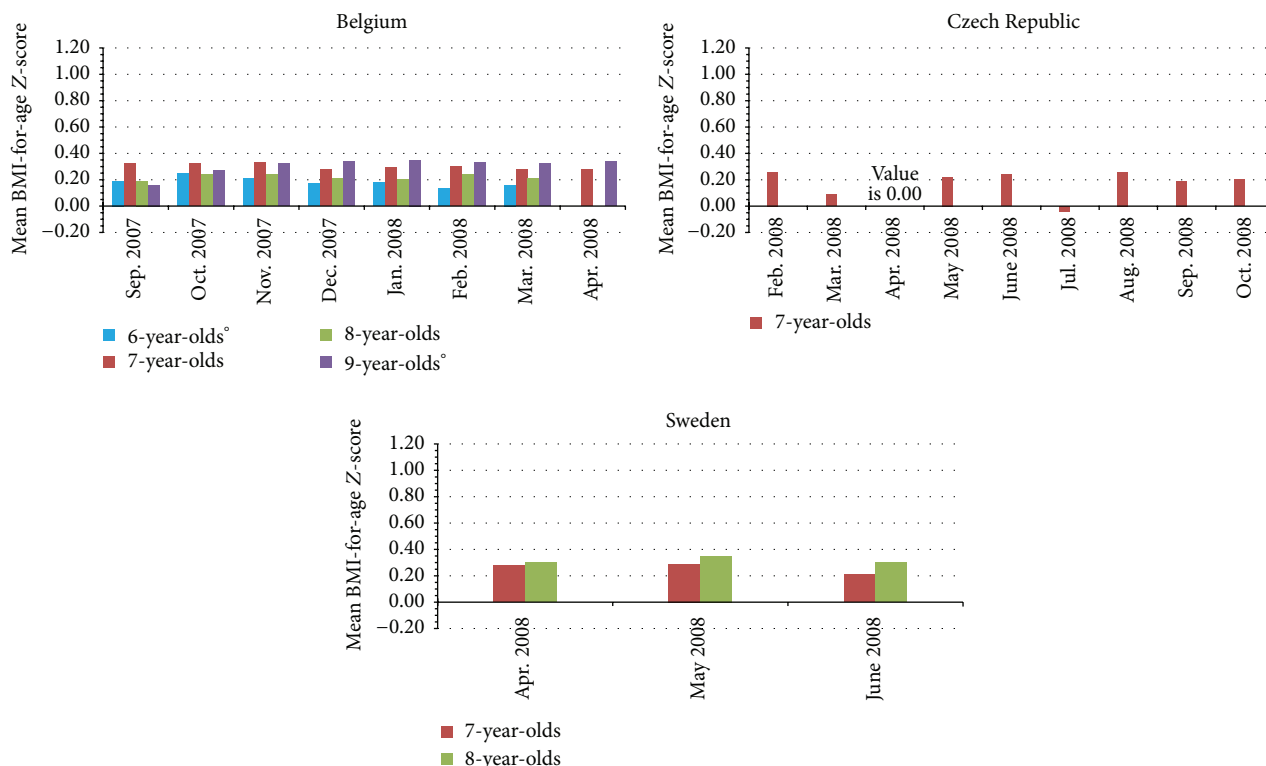 Belgium
Mean BMI-for-age Z-score
1.20
1.00
0.80
0.60
0.40
0.20
0.00
−0.20
Sep. 2007
Oct. 2007
Nov. 2007
Dec. 2007
Jan. 2008
Feb. 2008
Mar. 2008
Apr. 2008
6-year-olds°
7-year-olds
8-year-olds
9-year-olds°
Czech Republic
Mean BMI-for-age Z-score
1.20
1.00
0.80
0.60
0.40
0.20
0.00
−0.20
Value
is 0.00
Feb. 2008
Mar. 2008
Apr. 2008
May 2008
June 2008
Jul. 2008
Aug. 2008
Sep. 2008
Oct. 2008
7-year-olds
Sweden
Mean BMI-for-age Z-score
1.20
1.00
0.80
0.60
0.40
0.20
0.00
−0.20
Apr. 2008
May 2008
June 2008
7-year-olds
8-year-olds